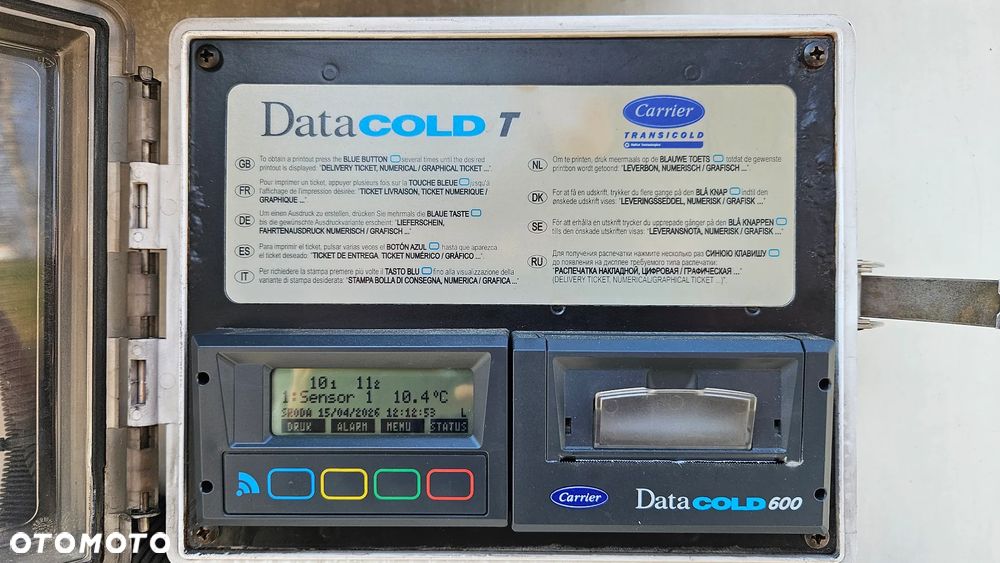 DataCOLD T
Carrier
TRANSICOLD
GB
To obtain a printout press the BLUE BUTTON several times until the desired
printout is displayed: "DELIVERY TICKET, NUMERICAL / GRAPHICAL TICKET ..."
FR
Pour imprimer un ticket, appuyer plusieurs fois sur la TOUCHE BLEUE jusqu'à
l'affichage de l'impression désirée: "TICKET LIVRAISON, TICKET NUMERIQUE /
GRAPHIQUE ..."
DE
Um einen Ausdruck zu erstellen, drücken Sie mehrmals die BLAUE TASTE
bis die gewünschte Ausdruckvariante erscheint: "LIEFERSCHEIN,
FAHRTENAUSDRUCK NUMERISCH / GRAFISCH ..."
ES
Para imprimir el ticket, pulsar varias veces el BOTÓN AZUL hasta que aparezca
el ticket deseado: "TICKET DE ENTREGA TICKET NUMÉRICO / GRÁFICO ..."
IT
Per richiedere la stampa premere più volte il TASTO BLU fino alla visualizzazione della
variante di stampa desiderata: "STAMPA BOLLA DI CONSEGNA, NUMERICA / GRAFICA ..."
NL
Om te printen, druk meermaals op de BLAUWE TOETS totdat de gewenste
printbon wordt getoond: "LEVERBON, NUMERISCH / GRAFISCH ..."
DK
For at få en udskrift, trykker du flere gange på den BLÅ KNAP indtil den
ønskede udskrift vises: "LEVERINGSSEDDEL, NUMERISK / GRAFISK ..."
SE
För att erhålla en utskrift trycker du upprepade gånger på den BLÅ KNAPPEN
tills den önskade utskriften visas: "LEVERANSNOTA, NUMERISK / GRAFISK ..."
RU
Для получения распечатки нажмите несколько раз СИНЮЮ КЛАВИШУ
до появления на дисплее требуемого типа распечатки:
"РАСПЕЧАТКА НАКЛАДНОЙ, ЦИФРОВАЯ / ГРАФИЧЕСКАЯ ..."
(DELIVERY TICKET, NUMERICAL/GRAPHICAL TICKET ...)".
10₁ 11₂
1:Sensor 1 10.4°C
ŚRODA 15/04/2026 12:12:53 L
DRUK ALARM MENU STATUS
Carrier
DataCOLD 600
OTOMOTO